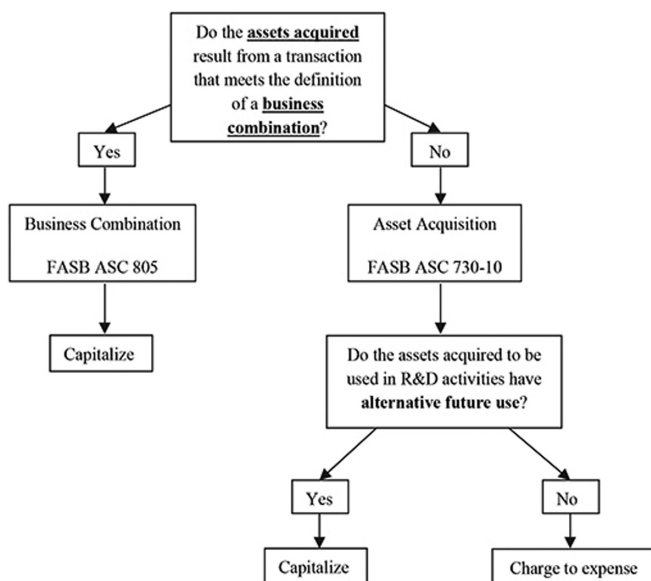 Do the assets acquired
result from a transaction
that meets the definition
of a business
combination?
Yes
No
Business Combination
FASB ASC 805
Asset Acquisition
FASB ASC 730-10
Capitalize
Do the assets acquired to be
used in R&D activities have
alternative future use?
Yes
No
Capitalize
Charge to expense